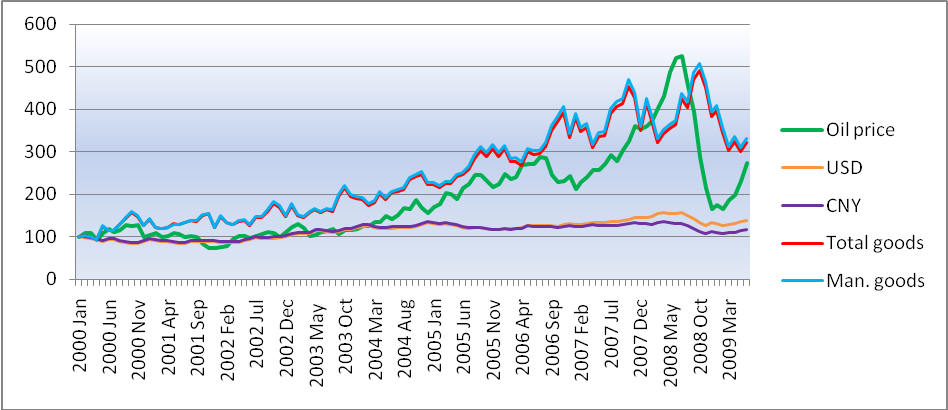 600
500
400
300
200
100
0
2000 Jan
2000 Jun
2000 Nov
2001 Apr
2001 Sep
2002 Feb
2002 Jul
2002 Dec
2003 May
2003 Oct
2004 Mar
2004 Aug
2005 Jan
2005 Jun
2005 Nov
2006 Apr
2006 Sep
2007 Feb
2007 Jul
2007 Dec
2008 May
2008 Oct
2009 Mar
Oil price
USD
CNY
Total goods
Man. goods